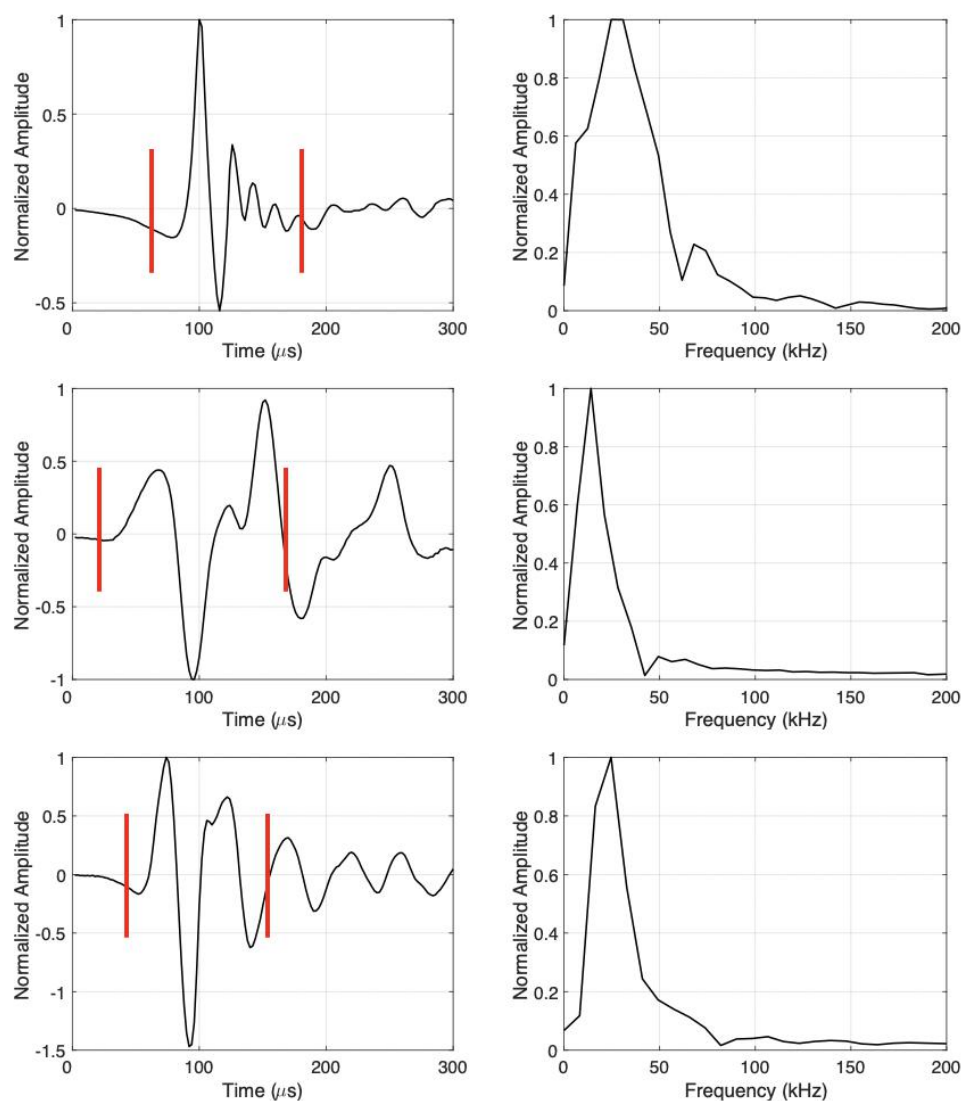 1
0.5
0
-0.5
Normalized Amplitude
0 100 200 300
Time (μs)
1
0.8
0.6
0.4
0.2
0
Normalized Amplitude
0 50 100 150 200
Frequency (kHz)
1
0.5
0
-0.5
-1
Normalized Amplitude
0 100 200 300
Time (μs)
1
0.8
0.6
0.4
0.2
0
Normalized Amplitude
0 50 100 150 200
Frequency (kHz)
1
0.5
0
-0.5
-1
-1.5
Normalized Amplitude
0 100 200 300
Time (μs)
1
0.8
0.6
0.4
0.2
0
Normalized Amplitude
0 50 100 150 200
Frequency (kHz)